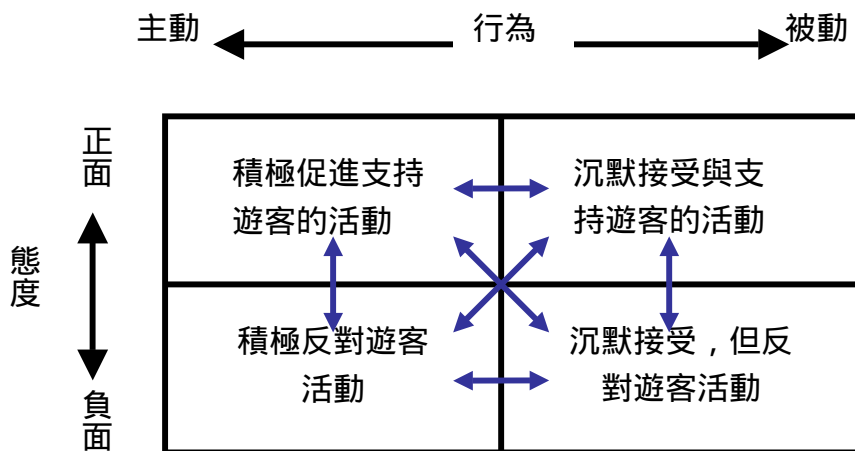 主動 行為 被動
正面
積極促進支持
遊客的活動
沉默接受與支
持遊客的活動
態度
積極反對遊客
活動
沉默接受，但反
對遊客活動
負面